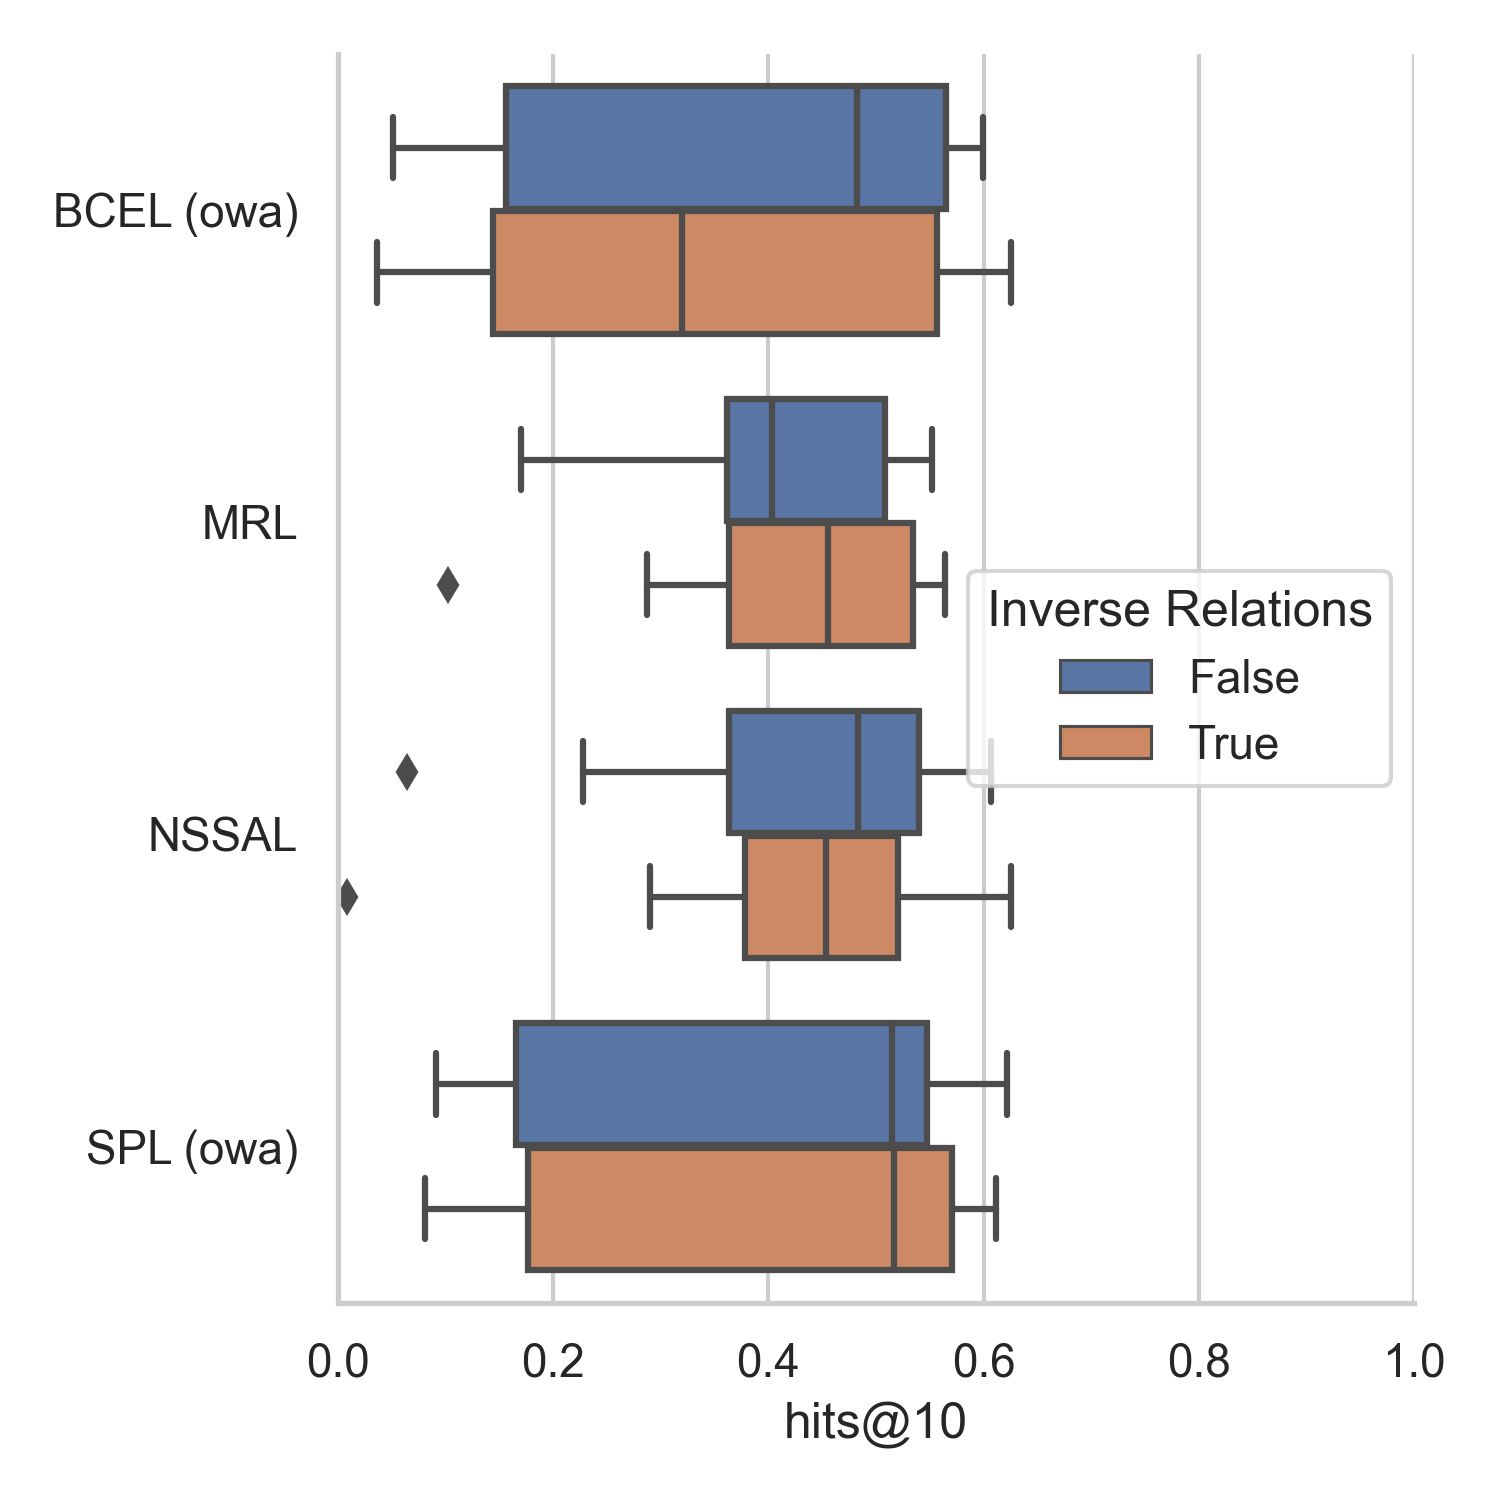 BCEL (owa)
MRL
NSSAL
SPL (owa)
Inverse Relations
False
True
0.0 0.2 0.4 0.6 0.8 1.0
hits@10